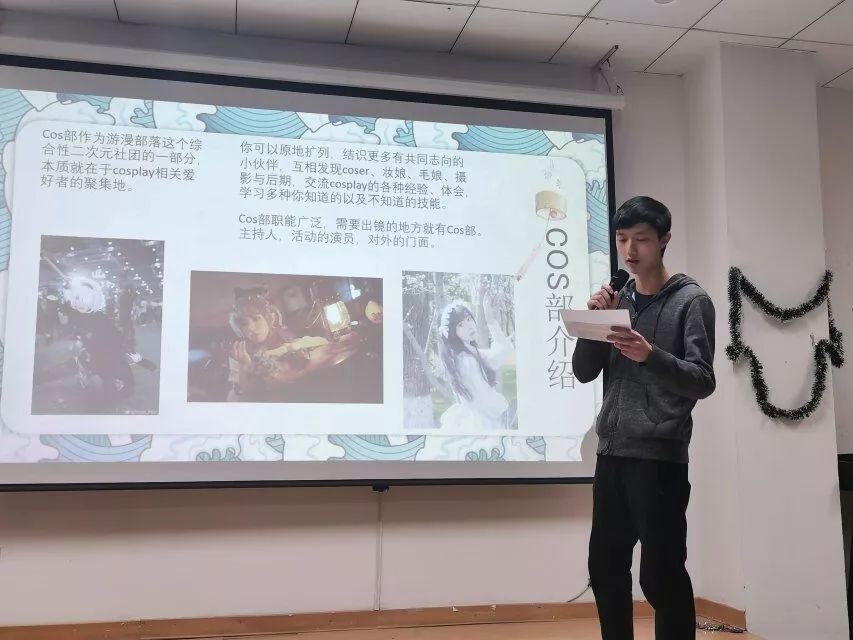 Cos部作为游漫部落这个综
合性二次元社团的一部分，
本质就在于cosplay相关爱
好者的聚集地。
你可以原地扩列，结识更多有共同志向的
小伙伴，互相发现coser、妆娘、毛娘、摄
影与后期，交流cosplay的各种经验、体会，
学习多种你知道的以及不知道的技能。
Cos部职能广泛，需要出镜的地方就有Cos部。
主持人，活动的演员，对外的门面。
COS部介绍